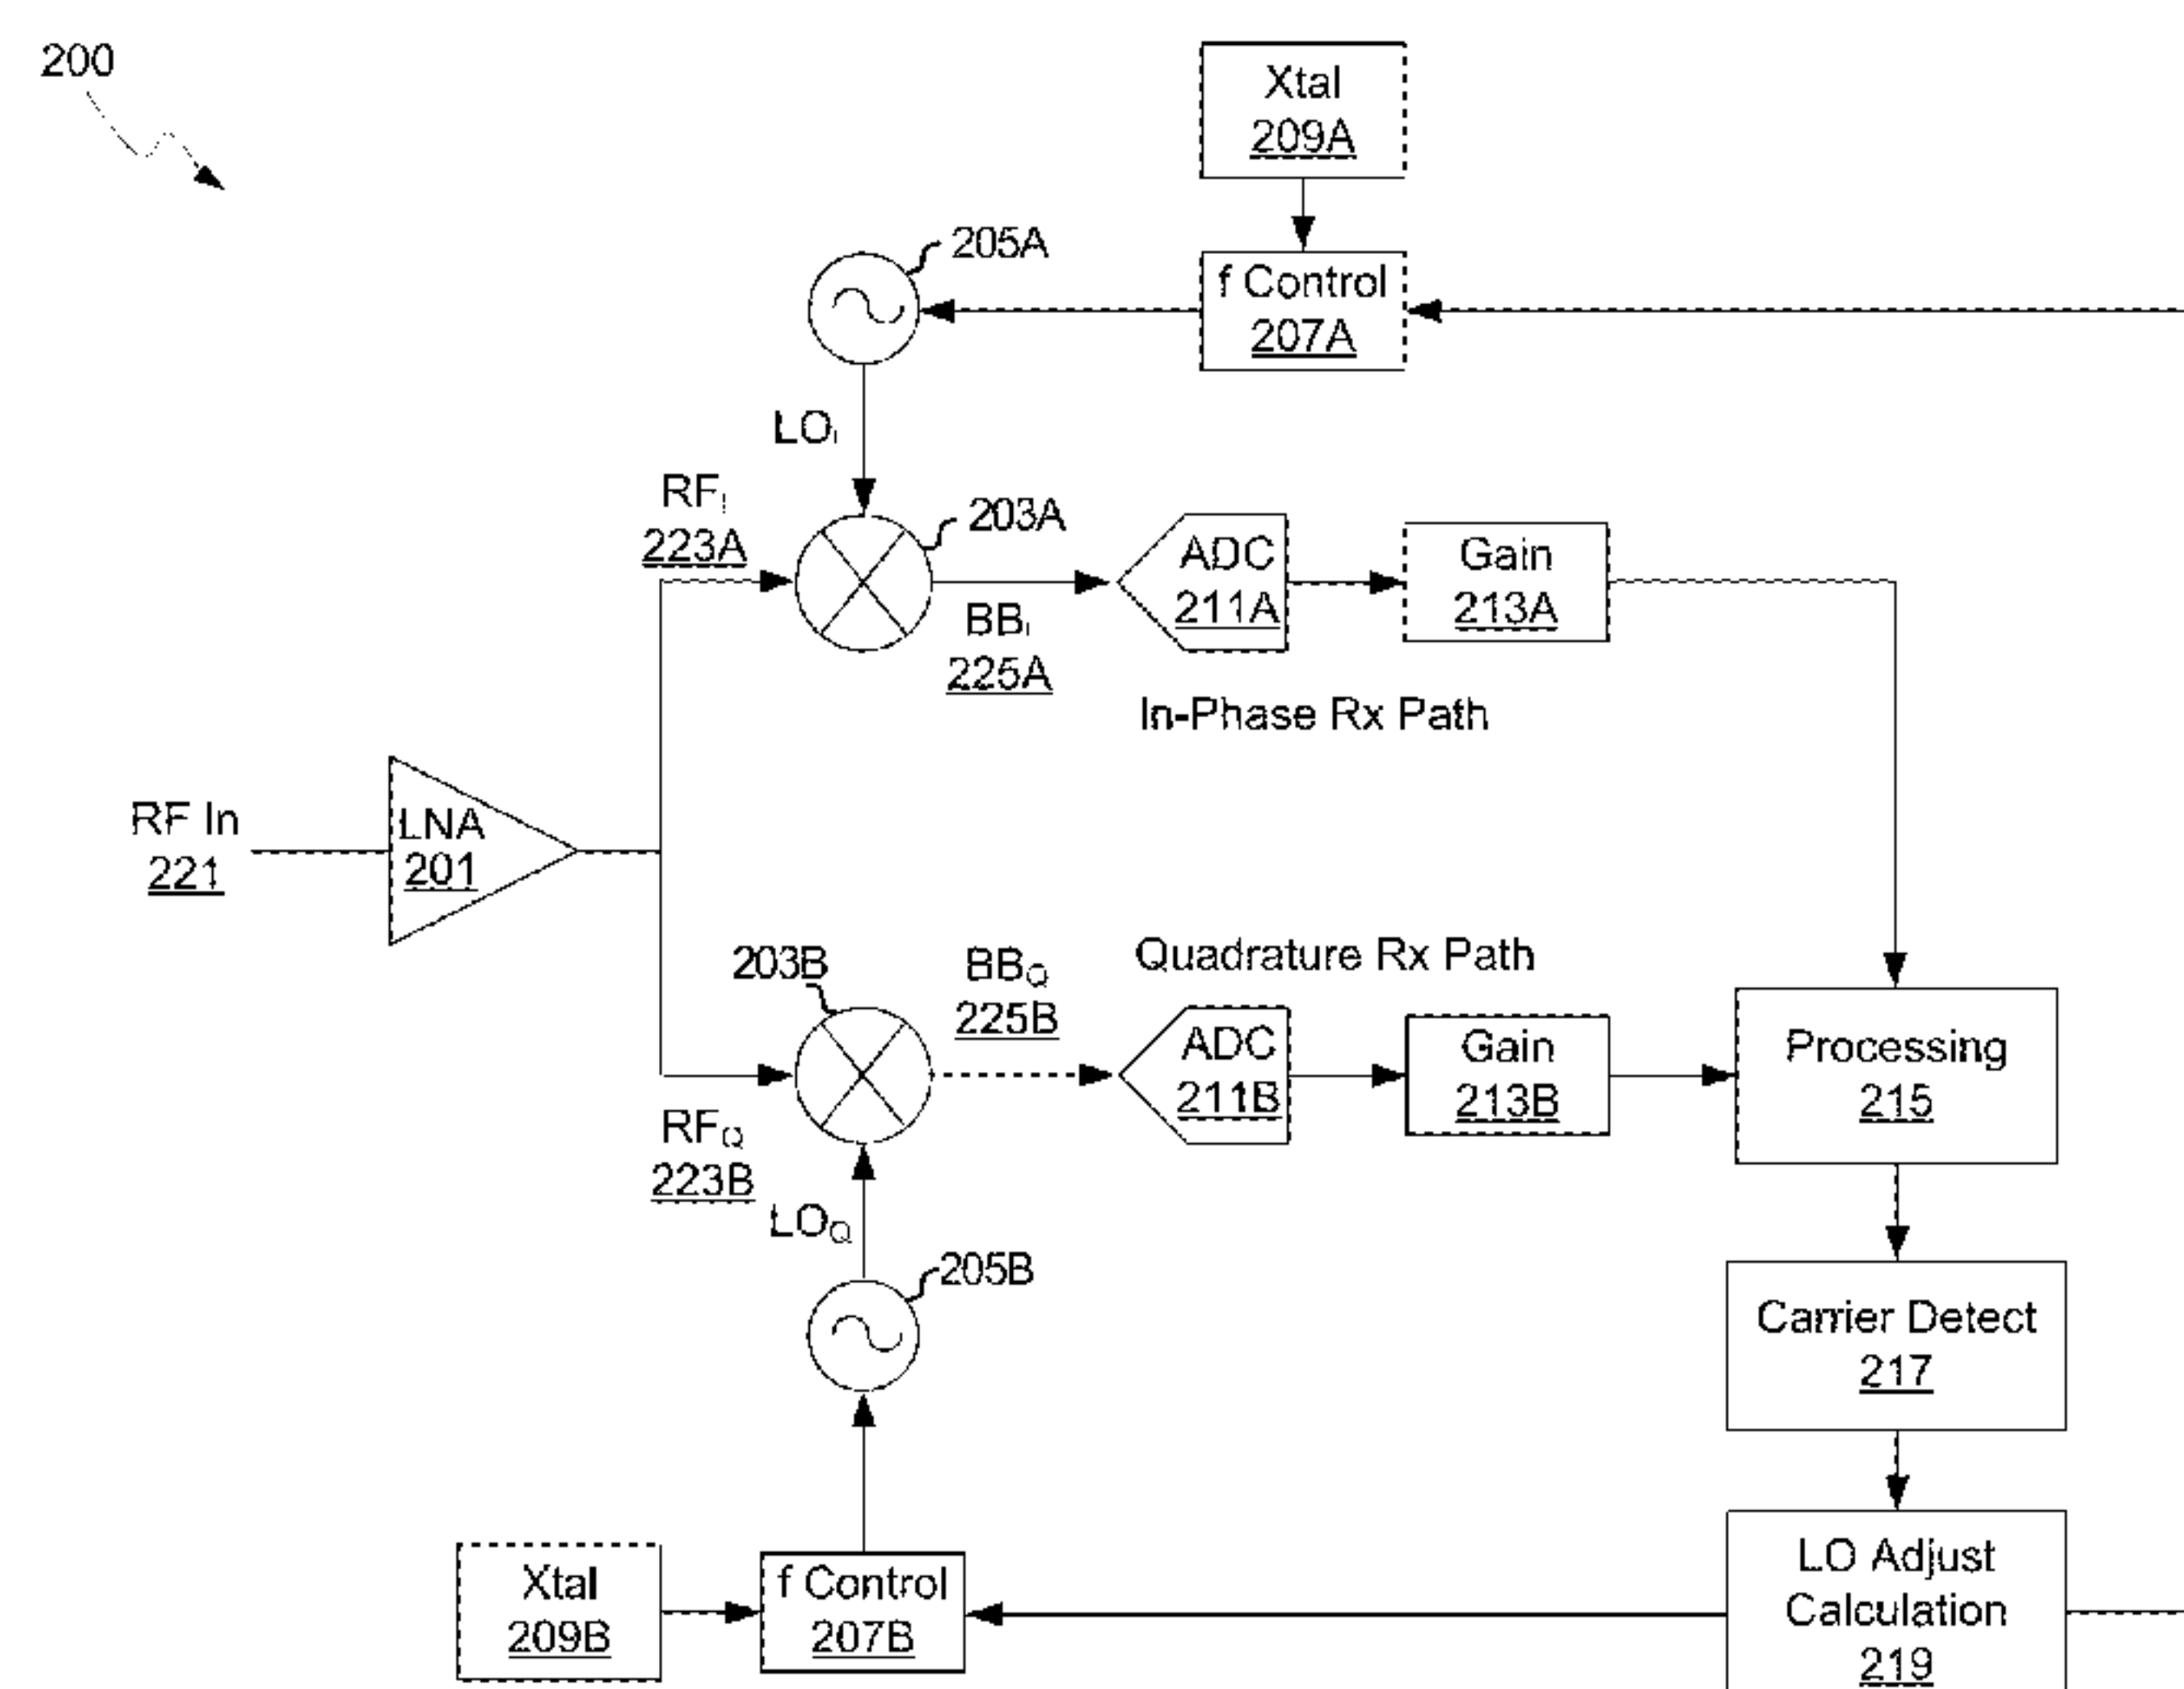 200
Xtal
209A
205A
f Control
207A
LOI
RFI
223A
203A
ADC
211A
Gain
213A
BBI
225A
In-Phase Rx Path
RF In
221
LNA
201
203B
BBQ
225B
Quadrature Rx Path
ADC
211B
Gain
213B
Processing
215
RFQ
223B
LOQ
205B
Carrier Detect
217
Xtal
209B
f Control
207B
LO Adjust
Calculation
219